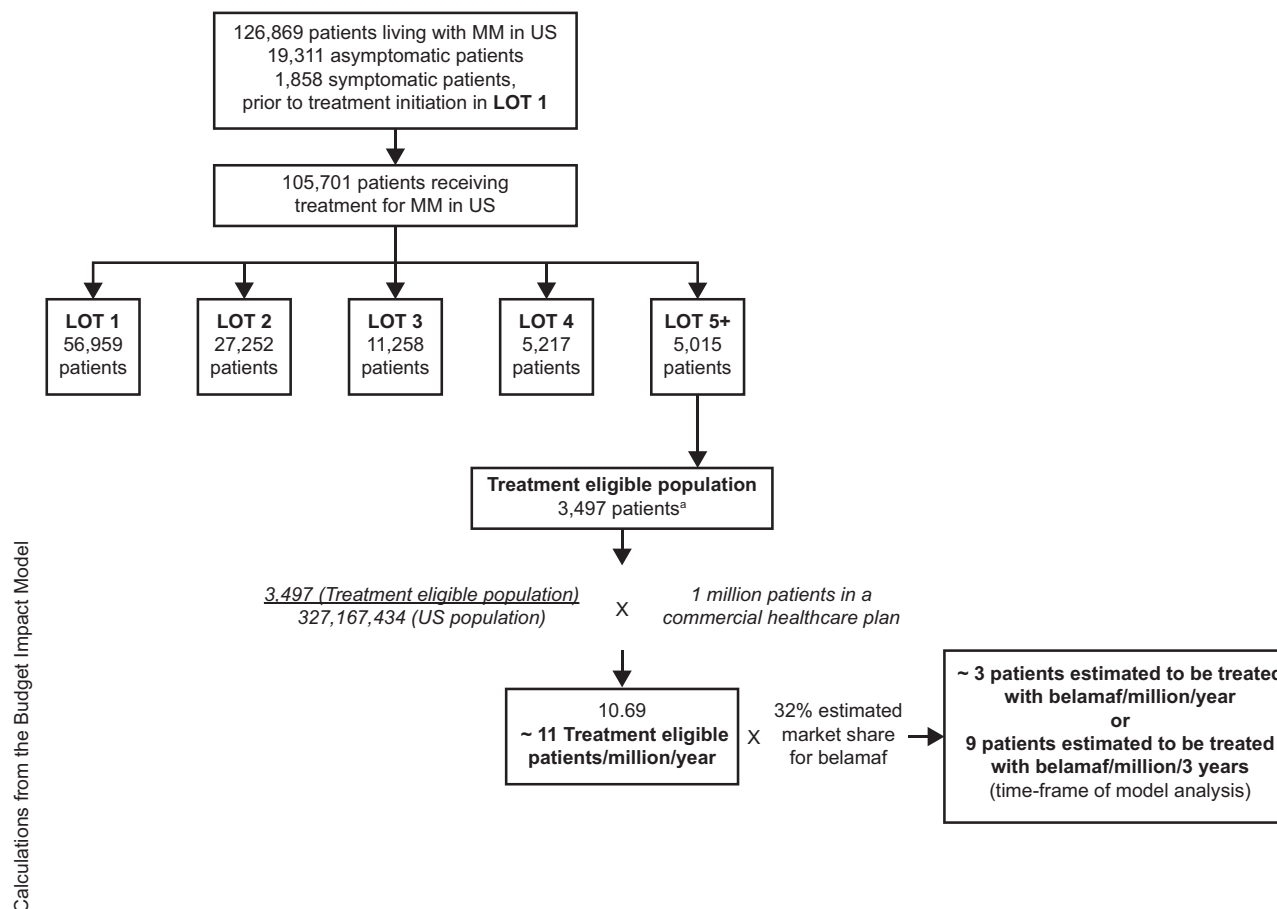 126,869 patients living with MM in US
19,311 asymptomatic patients
1,858 symptomatic patients,
prior to treatment initiation in LOT 1
105,701 patients receiving
treatment for MM in US
LOT 1
56,959
patients
LOT 2
27,252
patients
LOT 3
11,258
patients
LOT 4
5,217
patients
LOT 5+
5,015
patients
Treatment eligible population
3,497 patientsᵃ
3,497 (Treatment eligible population)
327,167,434 (US population)
X
1 million patients in a
commercial healthcare plan
10.69
~ 11 Treatment eligible
patients/million/year
X
32% estimated
market share
for belamaf
~ 3 patients estimated to be treated
with belamaf/million/year
or
9 patients estimated to be treated
with belamaf/million/3 years
(time-frame of model analysis)
Calculations from the Budget Impact Model